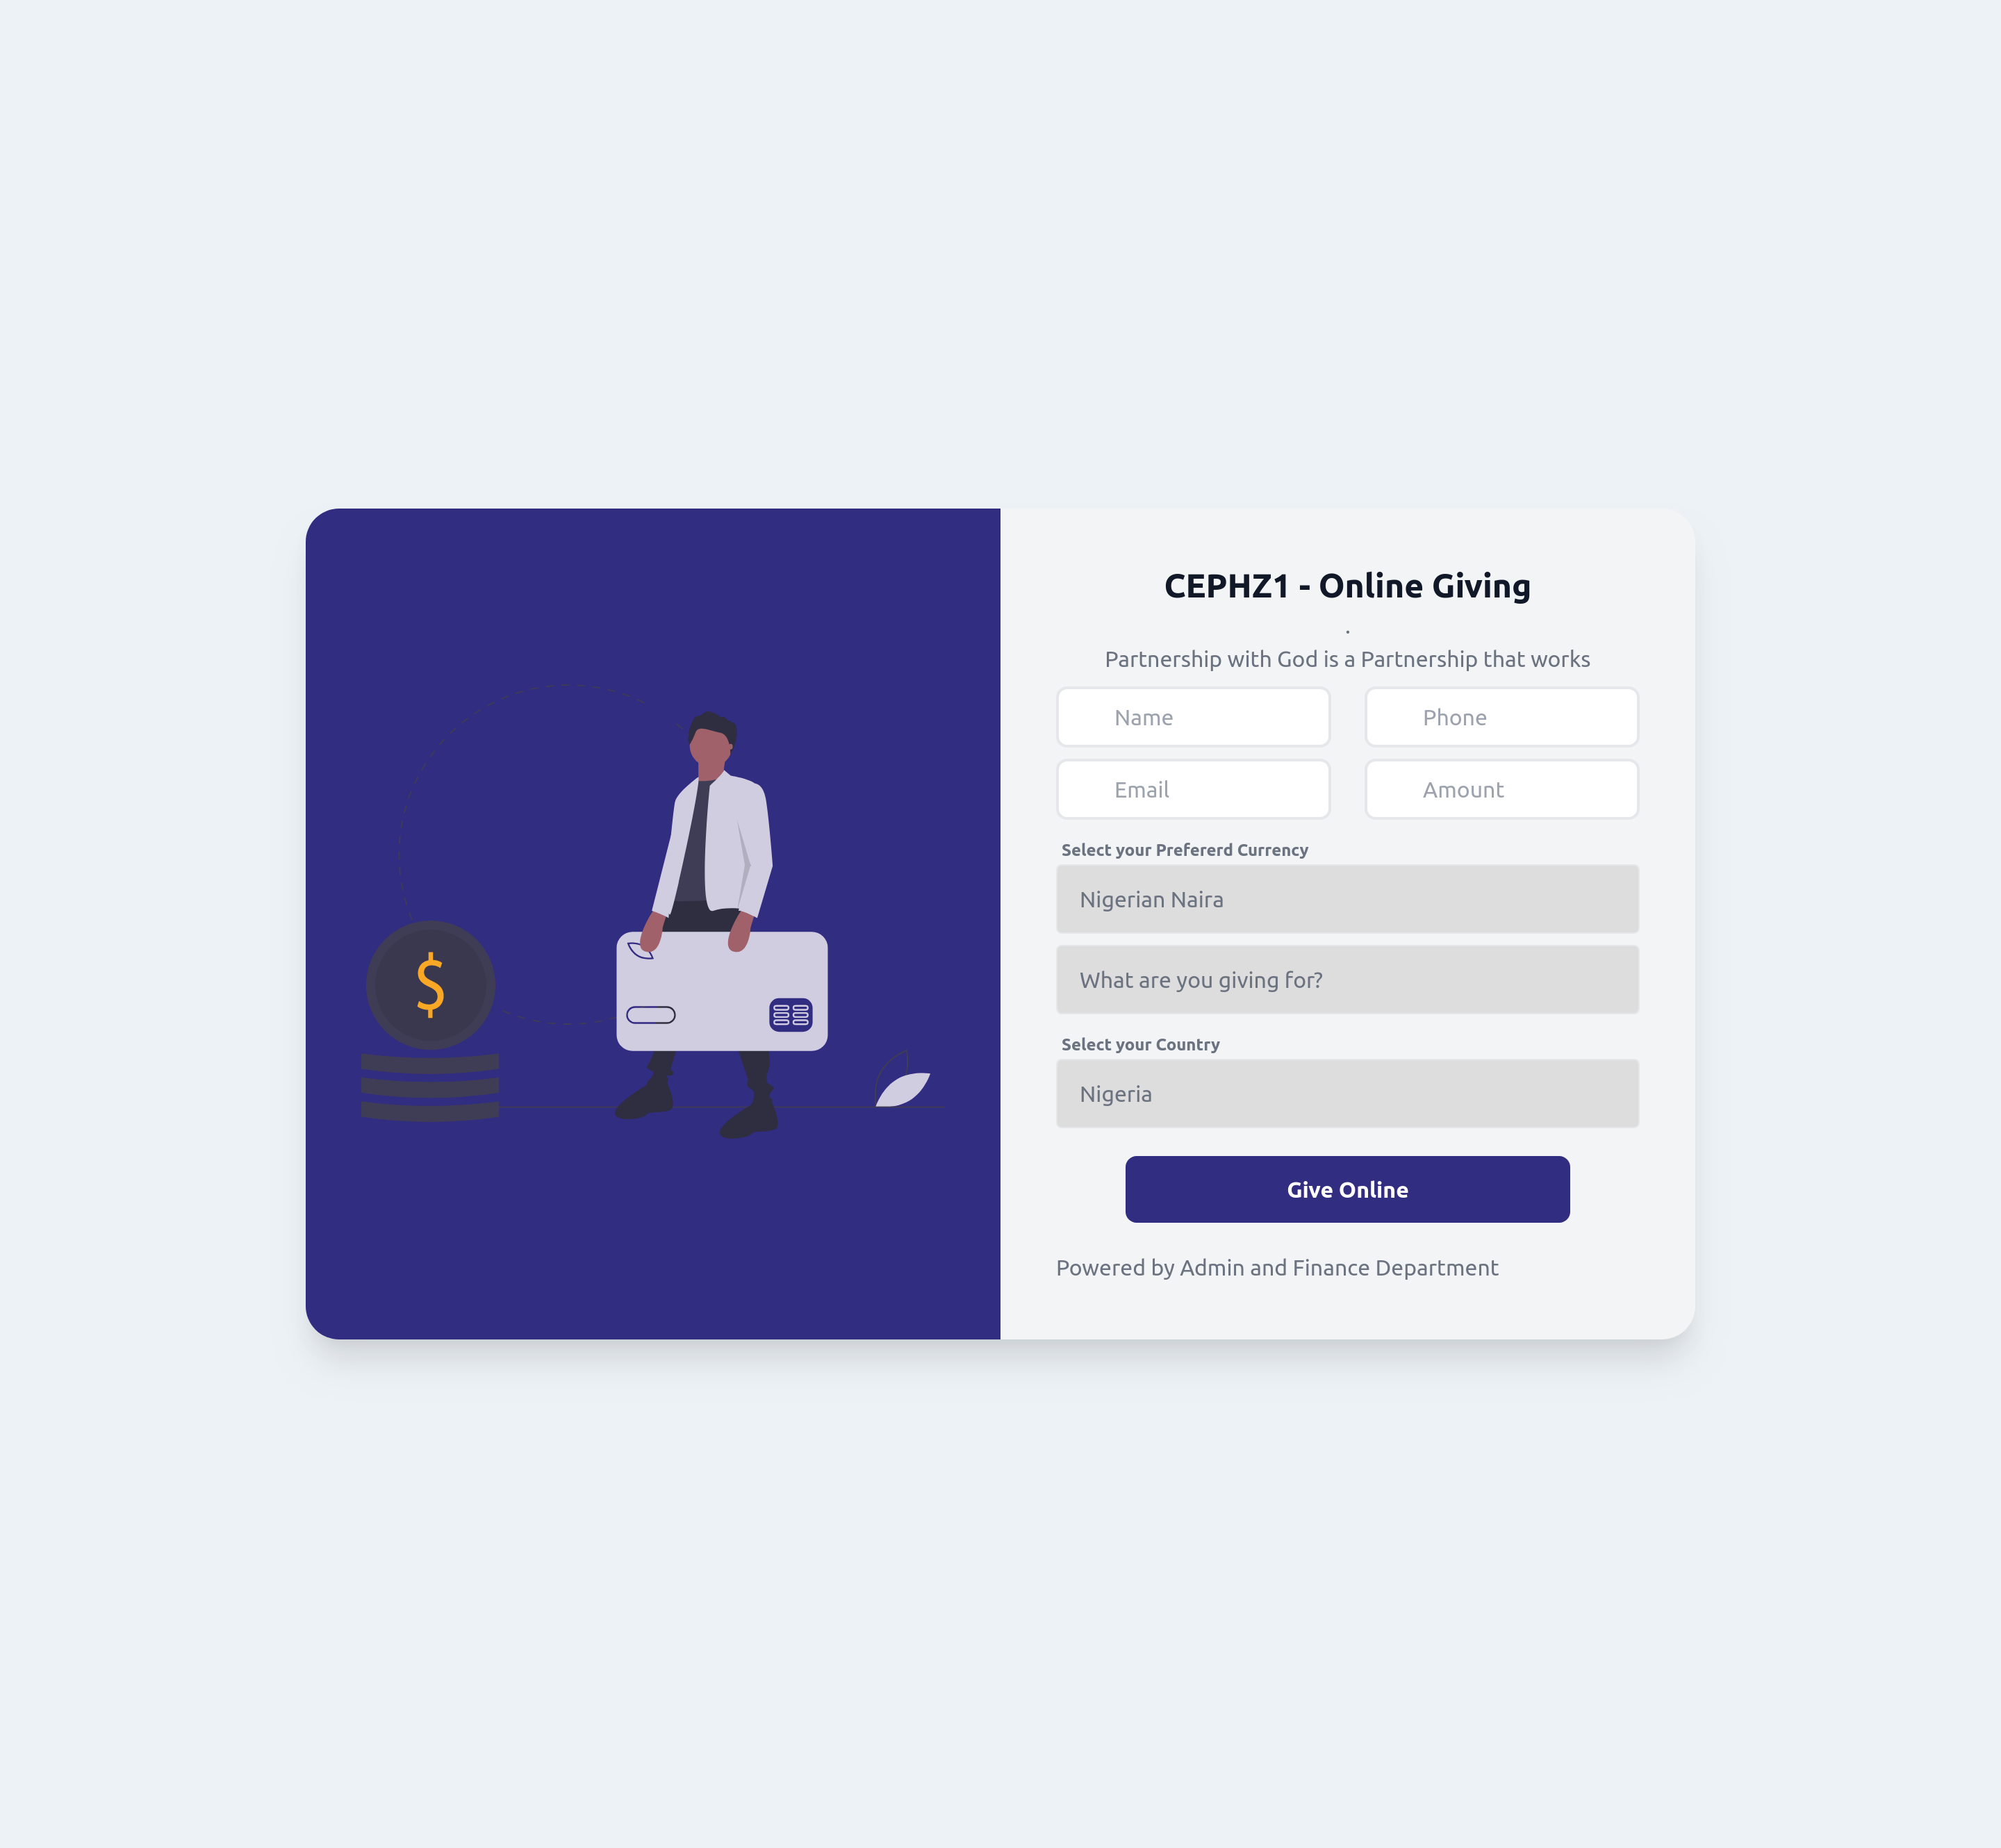 CEPHZ1 - Online Giving
.
Partnership with God is a Partnership that works
Name
Phone
Email
Amount
Select your Prefererd Currency
Nigerian Naira
What are you giving for?
Select your Country
Nigeria
Give Online
Powered by Admin and Finance Department
$